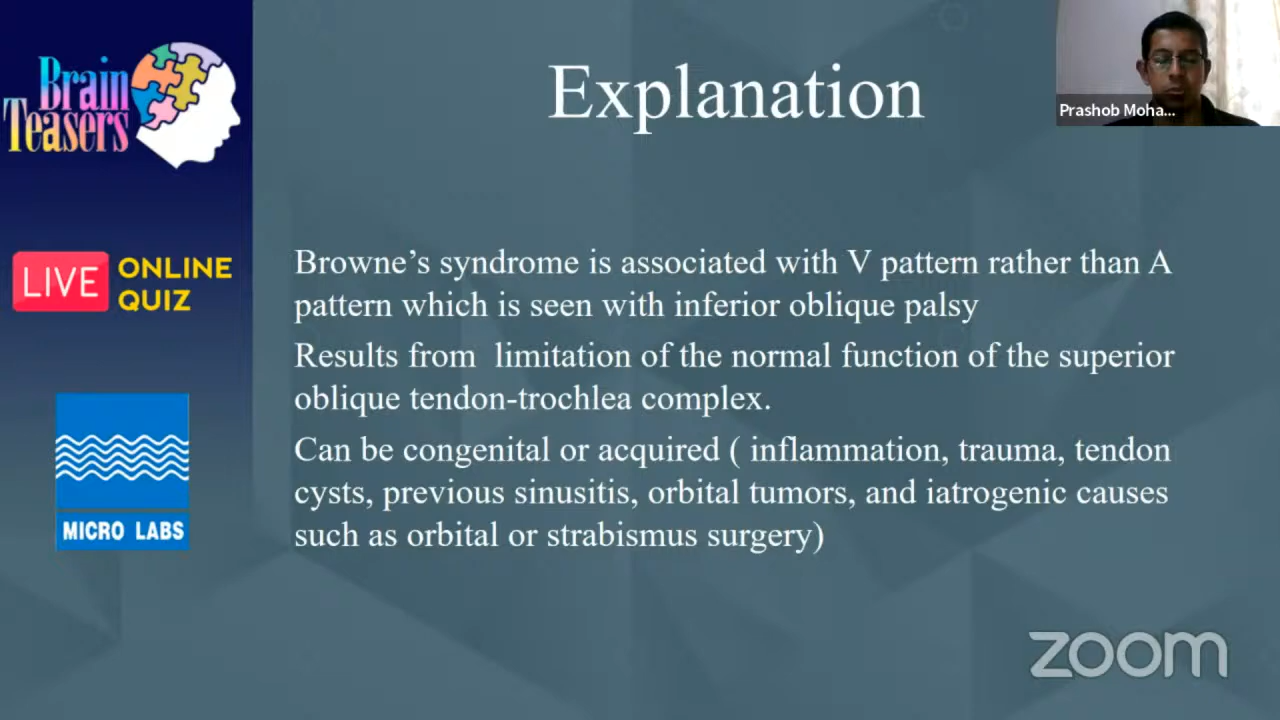 Brain
Teasers
Explanation
Prashob Moha...
LIVE
ONLINE
QUIZ
Browne’s syndrome is associated with V pattern rather than A
pattern which is seen with inferior oblique palsy
Results from  limitation of the normal function of the superior
oblique tendon-trochlea complex.
Can be congenital or acquired ( inflammation, trauma, tendon
cysts, previous sinusitis, orbital tumors, and iatrogenic causes
such as orbital or strabismus surgery)
MICRO LABS
zoom